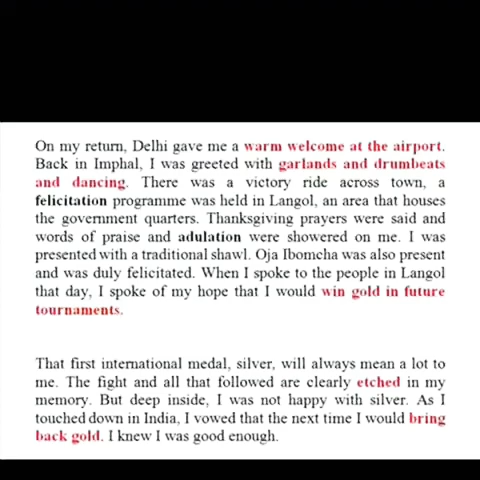 On my return, Delhi gave me a warm welcome at the airport.
Back in Imphal, I was greeted with garlands and drumbeats
and dancing. There was a victory ride across town, a
felicitation programme was held in Langol, an area that houses
the government quarters. Thanksgiving prayers were said and
words of praise and adulation were showered on me. I was
presented with a traditional shawl. Oja Ibomcha was also present
and was duly felicitated. When I spoke to the people in Langol
that day, I spoke of my hope that I would win gold in future
tournaments.
That first international medal, silver, will always mean a lot to
me. The fight and all that followed are clearly etched in my
memory. But deep inside, I was not happy with silver. As I
touched down in India, I vowed that the next time I would bring
back gold. I knew I was good enough.